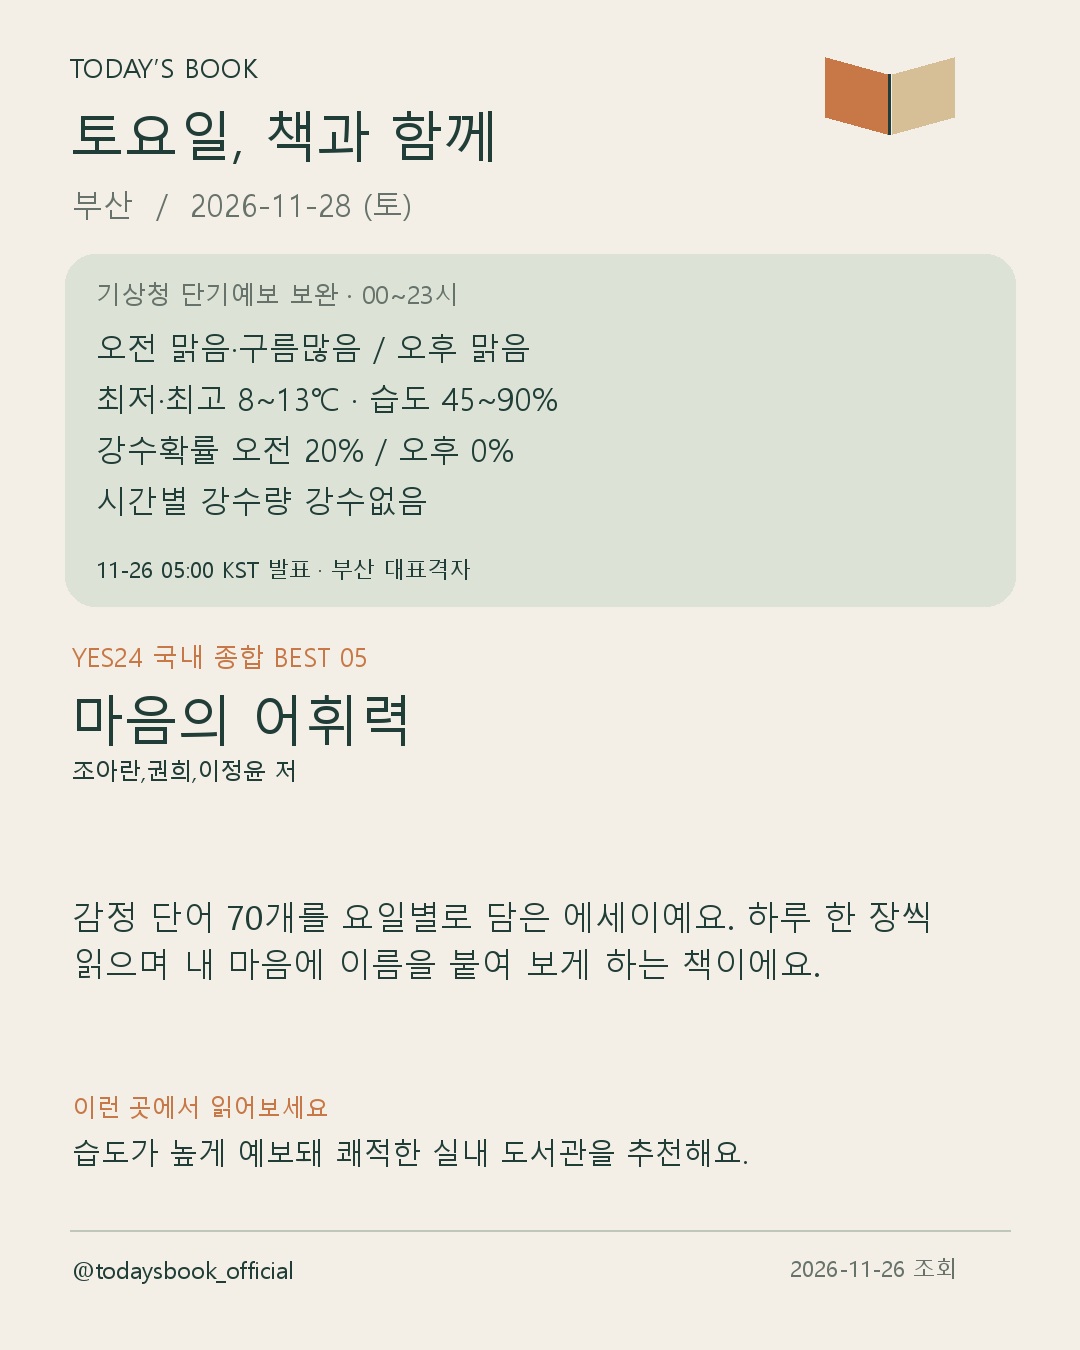 TODAY’S BOOK
토요일, 책과 함께
부산 / 2026-11-28 (토)
기상청 단기예보 보완 · 00~23시
오전 맑음·구름많음 / 오후 맑음
최저·최고 8~13℃ · 습도 45~90%
강수확률 오전 20% / 오후 0%
시간별 강수량 강수없음
11-26 05:00 KST 발표 · 부산 대표격자
YES24 국내 종합 BEST 05
마음의 어휘력
조아란,권희,이정윤 저
감정 단어 70개를 요일별로 담은 에세이예요. 하루 한 장씩
읽으며 내 마음에 이름을 붙여 보게 하는 책이에요.
이런 곳에서 읽어보세요
습도가 높게 예보돼 쾌적한 실내 도서관을 추천해요.
@todaysbook_official
2026-11-26 조회